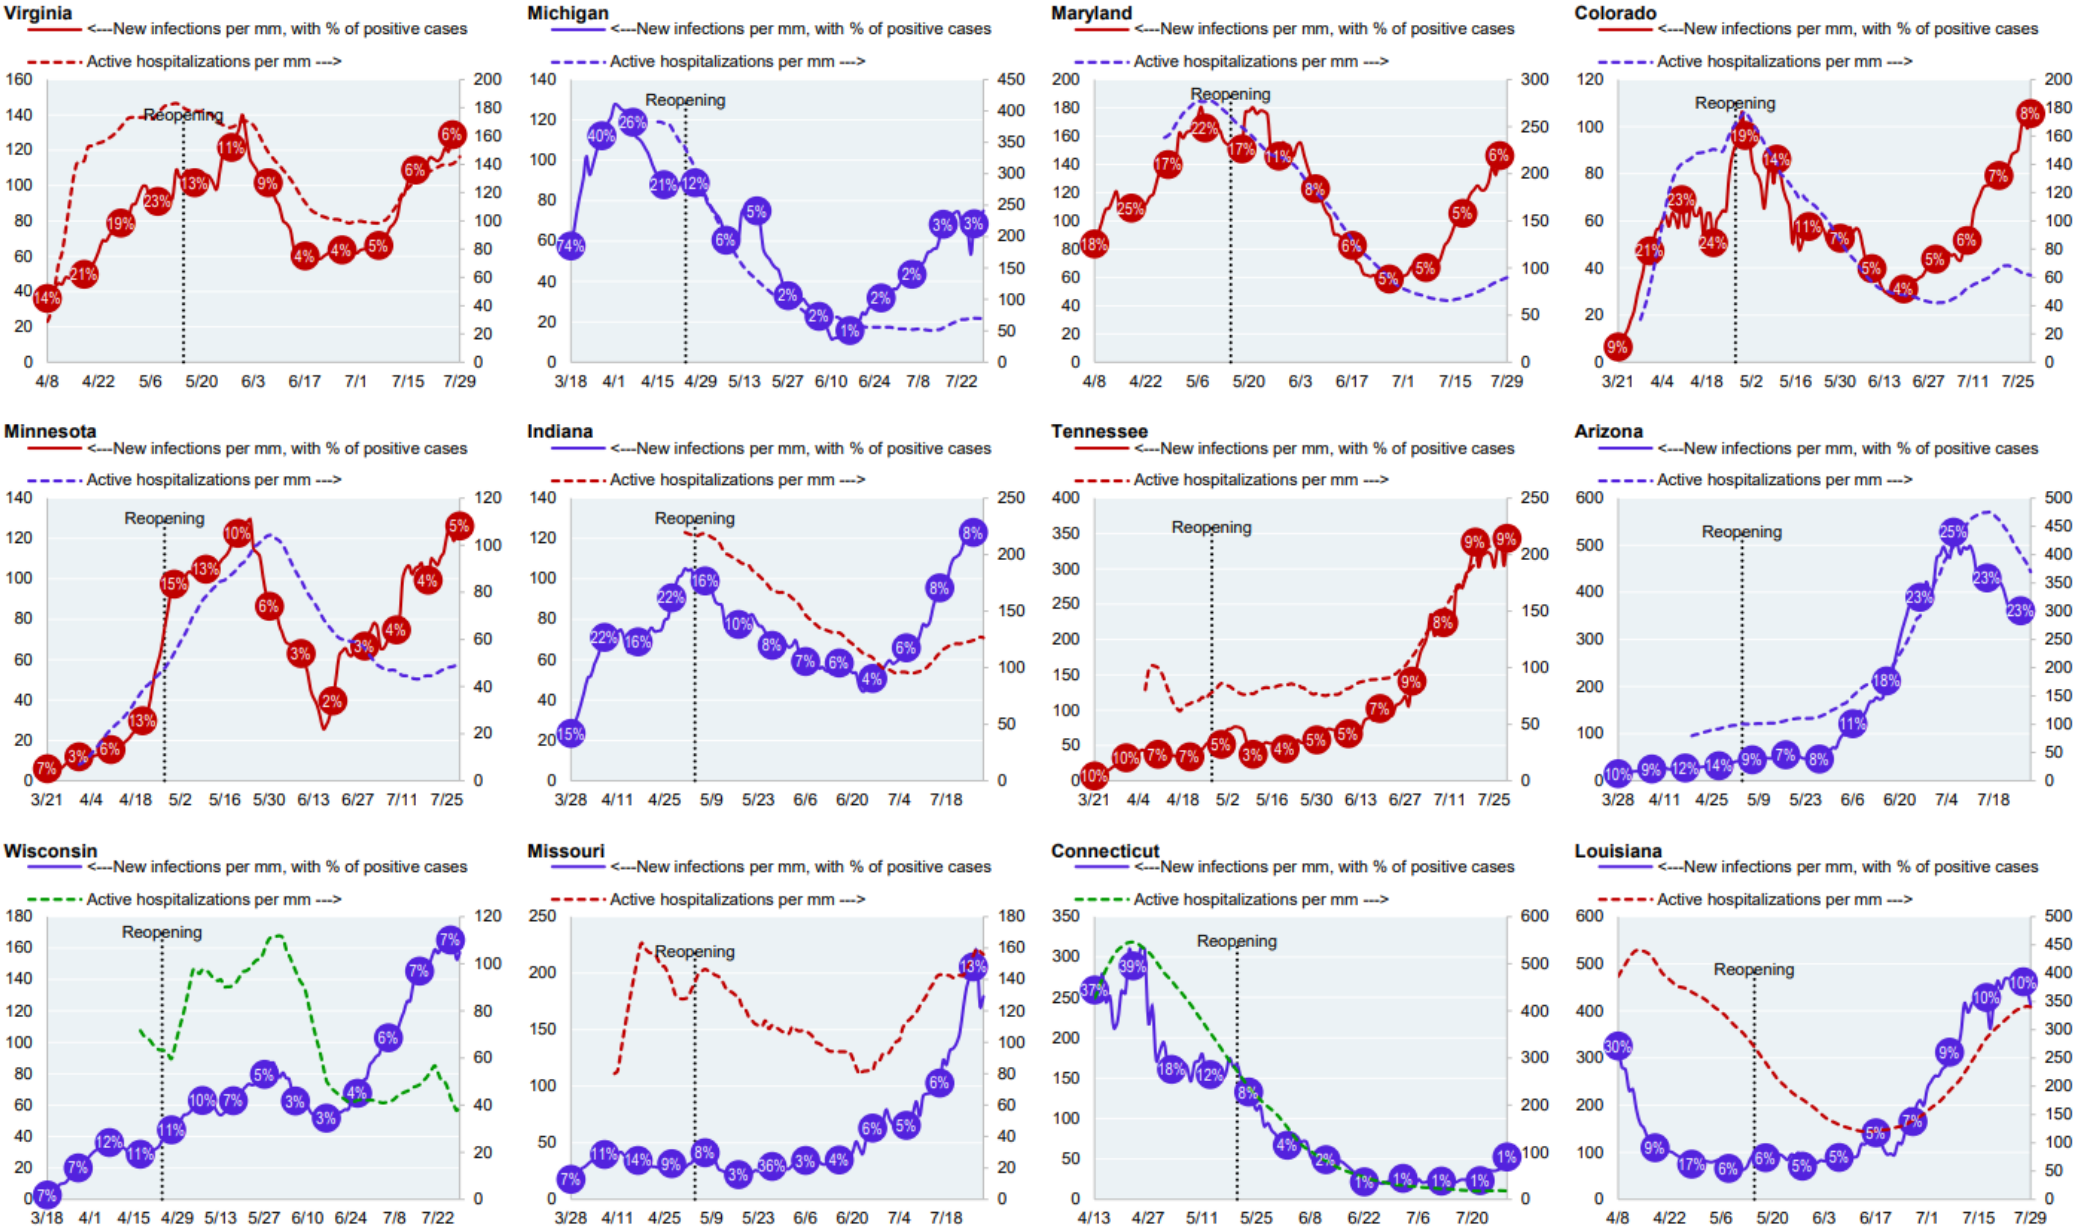 Virginia
<---New infections per mm, with % of positive cases
Active hospitalizations per mm --->
160 200
140 180
120 160
100 140
80 120
60 100
40 80
20 60
0 40
20
0
Reopening
14% 21% 19% 23% 13% 11% 9% 4% 4% 5% 6% 6%
4/8 4/22 5/6 5/20 6/3 6/17 7/1 7/15 7/29
Michigan
<---New infections per mm, with % of positive cases
Active hospitalizations per mm --->
140 450
120 400
100 350
80 300
60 250
40 200
20 150
0 100
50
0
Reopening
74% 40% 26% 21% 12% 6% 5% 2% 2% 1% 2% 2% 3% 3%
3/18 4/1 4/15 4/29 5/13 5/27 6/10 6/24 7/8 7/22
Maryland
<---New infections per mm, with % of positive cases
Active hospitalizations per mm --->
200 300
180 250
160 200
140 150
120 100
100 50
80 0
60
40
20
0
Reopening
18% 25% 17% 22% 17% 11% 8% 6% 5% 5% 5% 6%
4/8 4/22 5/6 5/20 6/3 6/17 7/1 7/15 7/29
Colorado
<---New infections per mm, with % of positive cases
Active hospitalizations per mm --->
120 200
100 180
80 160
60 140
40 120
20 100
0 80
60
40
20
0
Reopening
9% 21% 23% 24% 19% 14% 11% 7% 5% 4% 5% 6% 7% 8%
3/21 4/4 4/18 5/2 5/16 5/30 6/13 6/27 7/11 7/25
Minnesota
<---New infections per mm, with % of positive cases
Active hospitalizations per mm --->
140 120
120 100
100 80
80 60
60 40
40 20
20 0
0
Reopening
7% 3% 6% 13% 15% 13% 10% 6% 3% 2% 3% 4% 4% 5%
3/21 4/4 4/18 5/2 5/16 5/30 6/13 6/27 7/11 7/25
Indiana
<---New infections per mm, with % of positive cases
Active hospitalizations per mm --->
140 250
120 200
100 150
80 100
60 50
40 0
20
0
Reopening
15% 22% 16% 22% 16% 10% 8% 7% 6% 4% 6% 8% 8%
3/28 4/11 4/25 5/9 5/23 6/6 6/20 7/4 7/18
Tennessee
<---New infections per mm, with % of positive cases
Active hospitalizations per mm --->
400 250
350 200
300 150
250 100
200 50
150 0
100
50
0
Reopening
10% 10% 7% 7% 5% 3% 4% 5% 5% 7% 9% 8% 9% 9%
3/21 4/4 4/18 5/2 5/16 5/30 6/13 6/27 7/11 7/25
Arizona
<---New infections per mm, with % of positive cases
Active hospitalizations per mm --->
600 500
500 450
400 400
300 350
200 300
100 250
0 200
150
100
50
0
Reopening
10% 9% 12% 14% 9% 7% 8% 11% 18% 23% 25% 23% 23%
3/28 4/11 4/25 5/9 5/23 6/6 6/20 7/4 7/18
Wisconsin
<---New infections per mm, with % of positive cases
Active hospitalizations per mm --->
180 120
160 100
140 80
120 60
100 40
80 20
60 0
40
20
0
Reopening
7% 7% 12% 11% 11% 10% 7% 5% 3% 3% 4% 6% 7% 7%
3/18 4/1 4/15 4/29 5/13 5/27 6/10 6/24 7/8 7/22
Missouri
<---New infections per mm, with % of positive cases
Active hospitalizations per mm --->
250 180
200 160
150 140
100 120
50 100
0 80
60
40
20
0
Reopening
7% 11% 14% 9% 8% 3% 36% 3% 4% 6% 5% 6% 13%
3/28 4/11 4/25 5/9 5/23 6/6 6/20 7/4 7/18
Connecticut
<---New infections per mm, with % of positive cases
Active hospitalizations per mm --->
350 600
300 500
250 400
200 300
150 200
100 100
50 0
0
Reopening
37% 39% 18% 12% 8% 4% 2% 1% 1% 1% 1% 1%
4/13 4/27 5/11 5/25 6/8 6/22 7/6 7/20
Louisiana
<---New infections per mm, with % of positive cases
Active hospitalizations per mm --->
600 500
500 450
400 400
300 350
200 300
100 250
0 200
150
100
50
0
Reopening
30% 9% 17% 6% 6% 5% 5% 5% 7% 9% 10% 10%
4/8 4/22 5/6 5/20 6/3 6/17 7/1 7/15 7/29